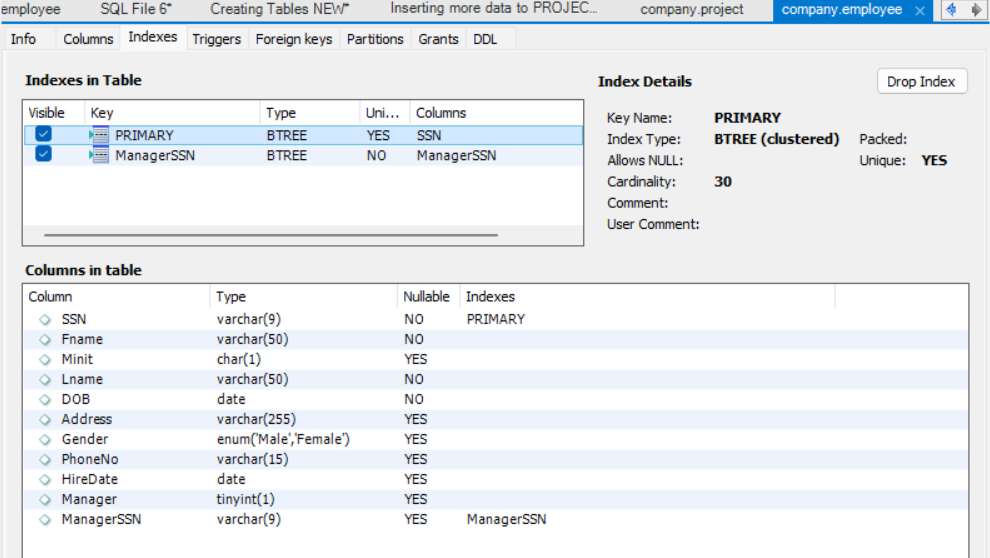 employee SQL File 6* Creating Tables NEW* Inserting more data to PROJEC... company.project company.employee
Info Columns Indexes Triggers Foreign keys Partitions Grants DDL
Indexes in Table
Visible Key Type Uni... Columns
PRIMARY BTREE YES SSN
ManagerSSN BTREE NO ManagerSSN
Index Details Drop Index
Key Name: PRIMARY
Index Type: BTREE (clustered) Packed:
Allows NULL: Unique: YES
Cardinality: 30
Comment:
User Comment:
Columns in table
Column Type Nullable Indexes
SSN varchar(9) NO PRIMARY
Fname varchar(50) NO
Minit char(1) YES
Lname varchar(50) NO
DOB date NO
Address varchar(255) YES
Gender enum('Male','Female') YES
PhoneNo varchar(15) YES
HireDate date YES
Manager tinyint(1) YES
ManagerSSN varchar(9) YES ManagerSSN